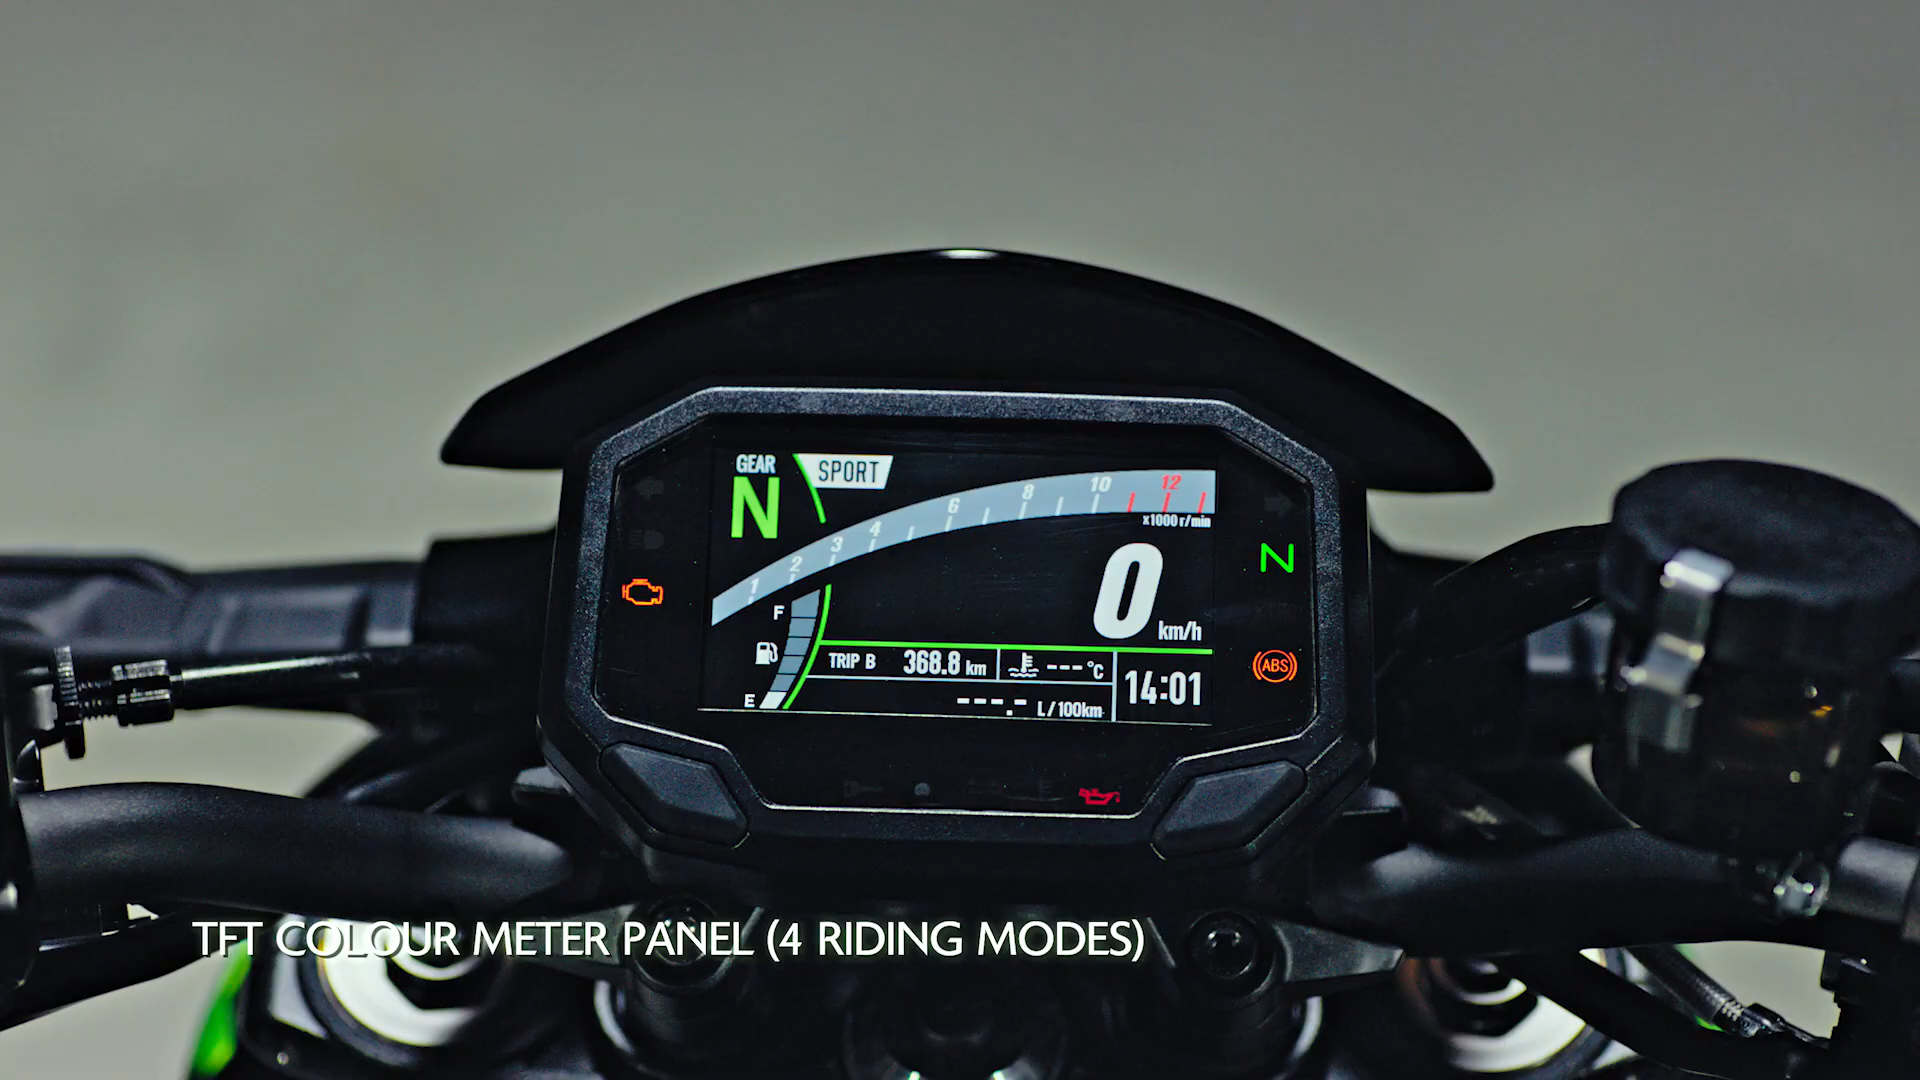 GEAR
SPORT
N
1 2 3 4 6 8 10 12
x1000 r/min
N
0 km/h
F
E
TRIP B 368.8 km
---°C
14:01
---.- L/100km
ABS
TFT COLOUR METER PANEL (4 RIDING MODES)